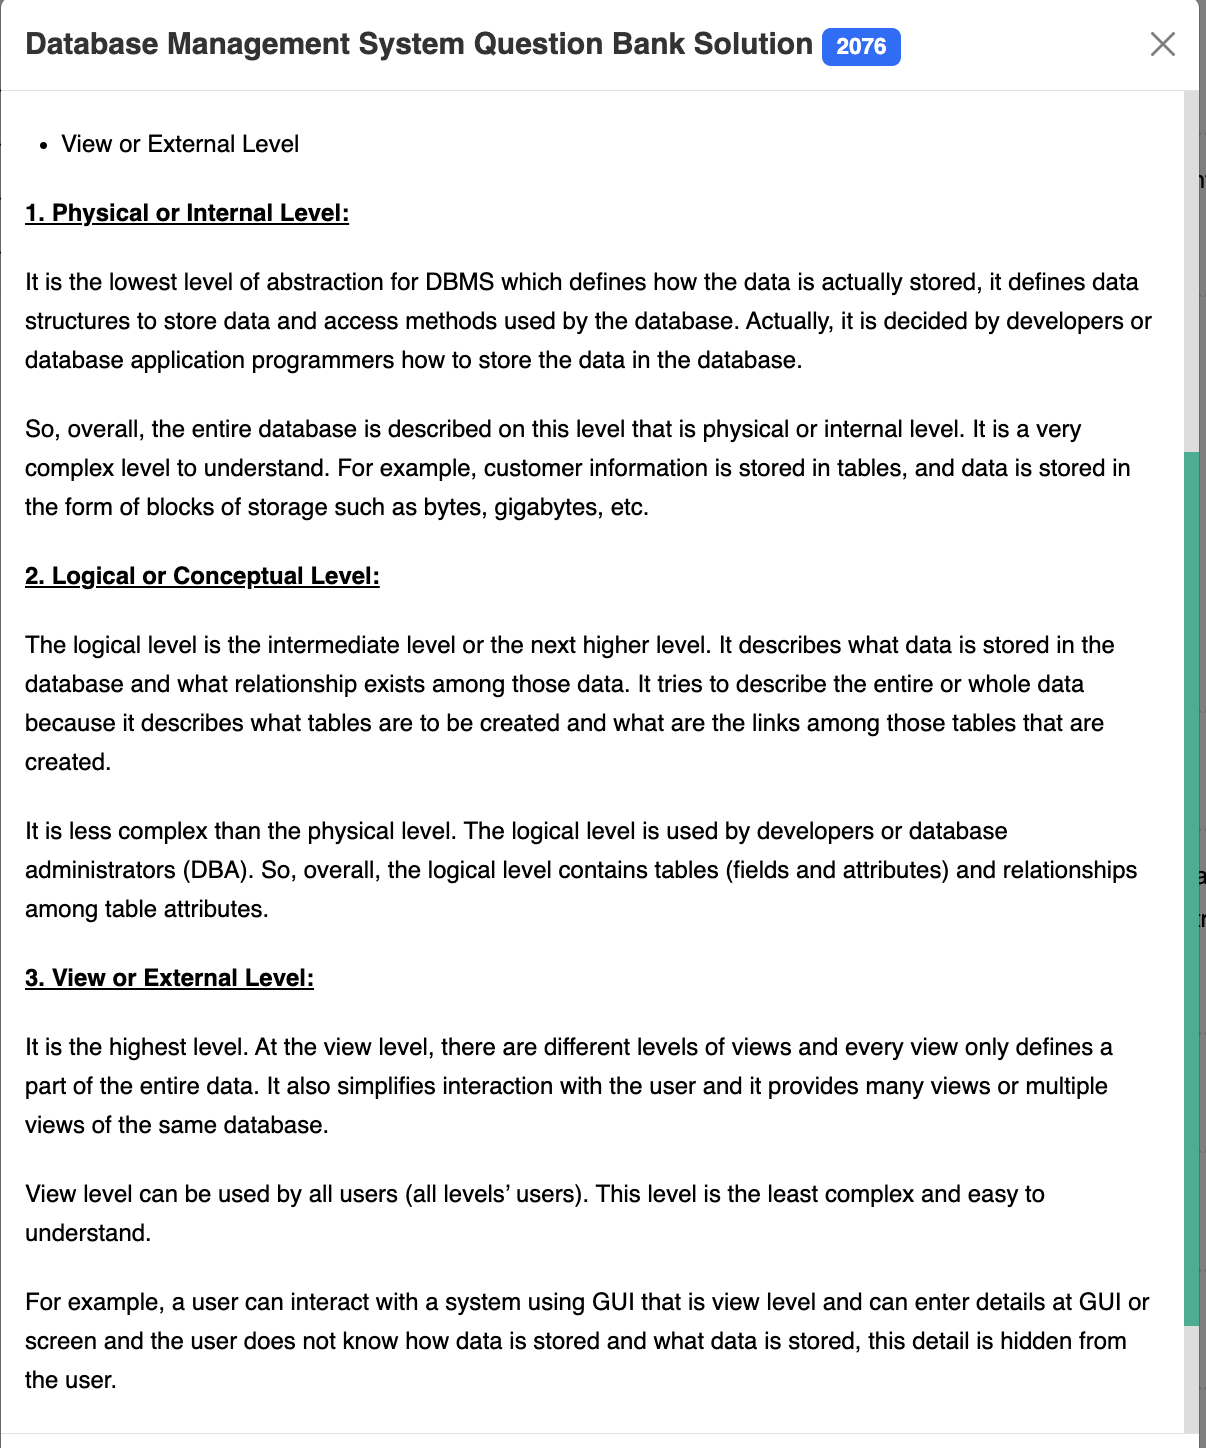 Database Management System Question Bank Solution 2076
• View or External Level
1. Physical or Internal Level:
It is the lowest level of abstraction for DBMS which defines how the data is actually stored, it defines data
structures to store data and access methods used by the database. Actually, it is decided by developers or
database application programmers how to store the data in the database.
So, overall, the entire database is described on this level that is physical or internal level. It is a very
complex level to understand. For example, customer information is stored in tables, and data is stored in
the form of blocks of storage such as bytes, gigabytes, etc.
2. Logical or Conceptual Level:
The logical level is the intermediate level or the next higher level. It describes what data is stored in the
database and what relationship exists among those data. It tries to describe the entire or whole data
because it describes what tables are to be created and what are the links among those tables that are
created.
It is less complex than the physical level. The logical level is used by developers or database
administrators (DBA). So, overall, the logical level contains tables (fields and attributes) and relationships
among table attributes.
3. View or External Level:
It is the highest level. At the view level, there are different levels of views and every view only defines a
part of the entire data. It also simplifies interaction with the user and it provides many views or multiple
views of the same database.
View level can be used by all users (all levels’ users). This level is the least complex and easy to
understand.
For example, a user can interact with a system using GUI that is view level and can enter details at GUI or
screen and the user does not know how data is stored and what data is stored, this detail is hidden from
the user.